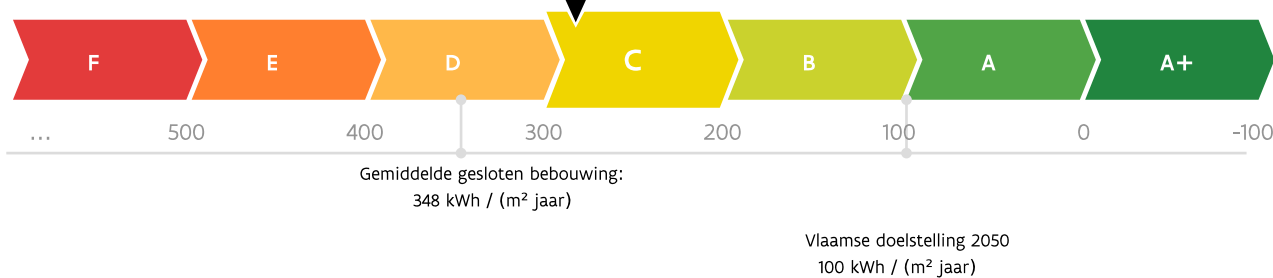 F E D C B A A+
... 500 400 300 200 100 0 -100
Gemiddelde gesloten bebouwing:
348 kWh / (m² jaar)
Vlaamse doelstelling 2050
100 kWh / (m² jaar)